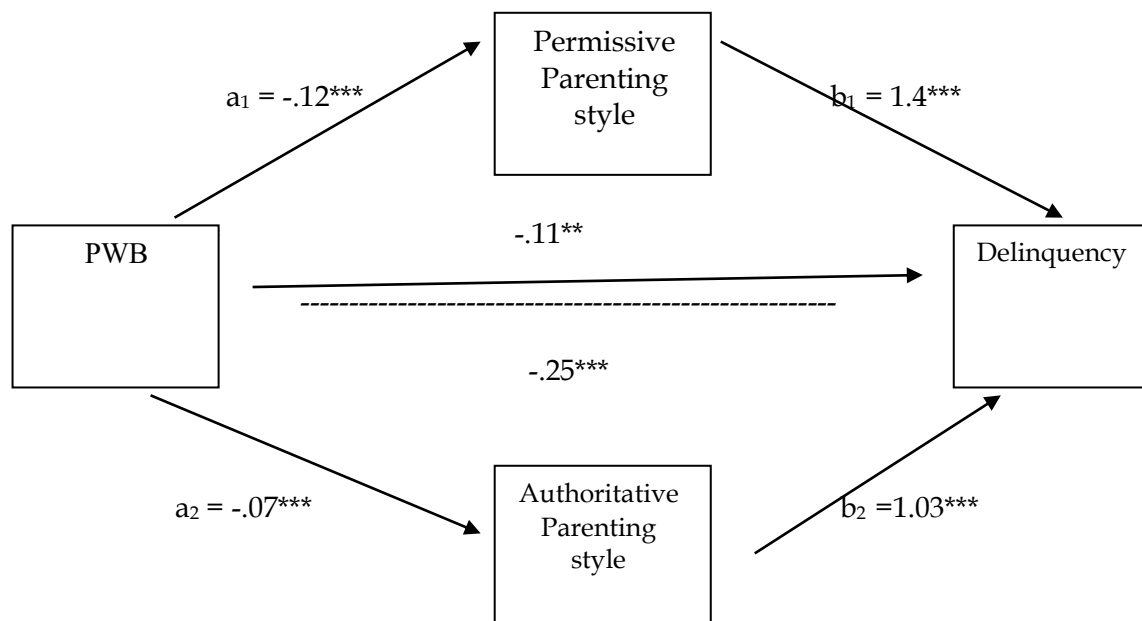 Permissive
Parenting
style
a₁ = -.12***
b₁ = 1.4***
-.11**
PWB
Delinquency
-.25***
a₂ = -.07***
Authoritative
Parenting
style
b₂ =1.03***